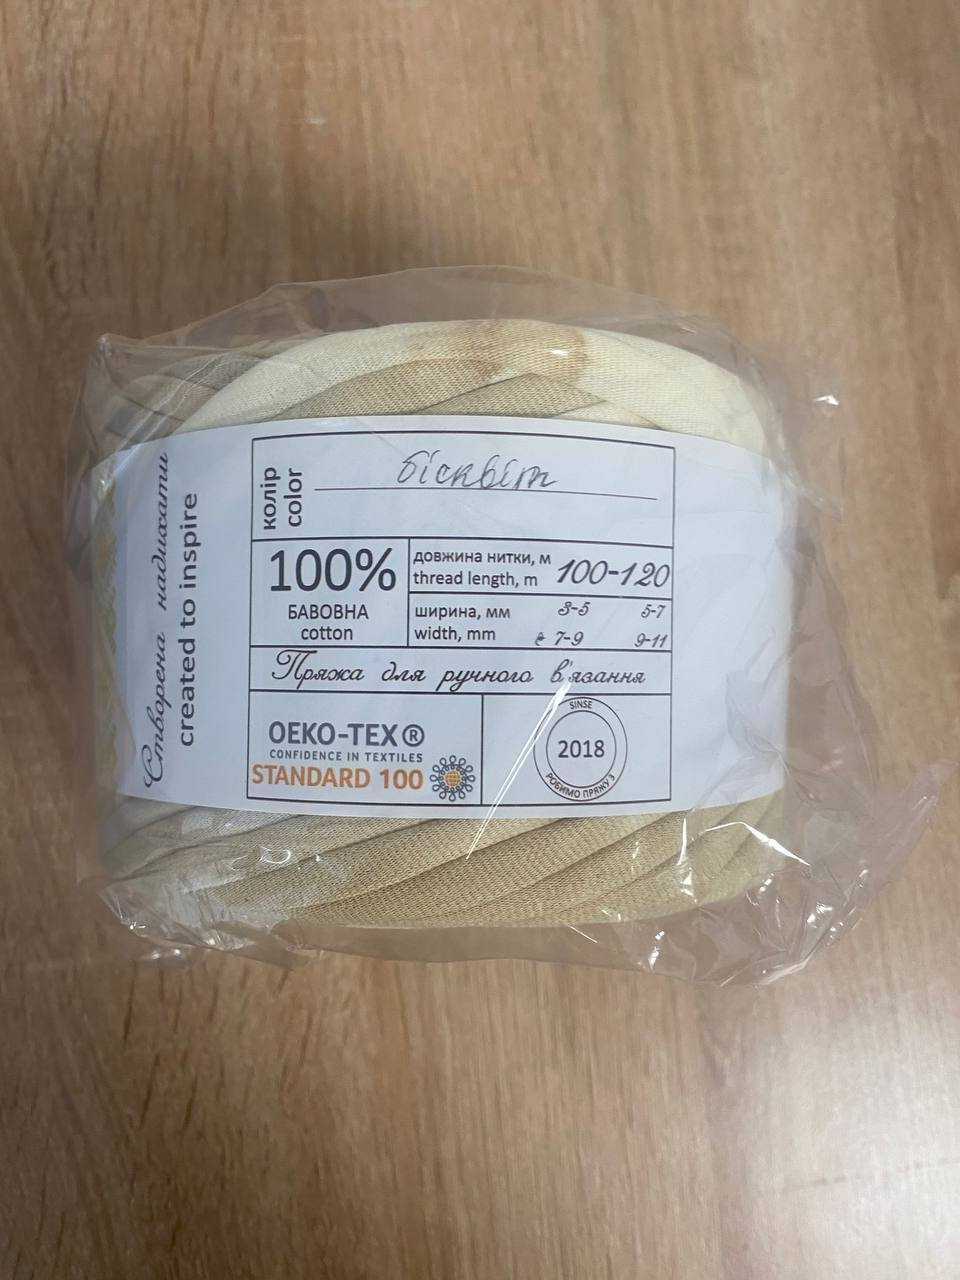 Створена надихати
created to inspire
колір
color
бісквіт
100%
БАВОВНА
cotton
довжина нитки, м
thread length, m
100-120
ширина, мм
width, mm
3-5 5-7
7-9 9-11
Пряжа для ручного в'язання
OEKO-TEX®
CONFIDENCE IN TEXTILES
STANDARD 100
SINSE
2018
РОБИМО ПРЯЖУ З